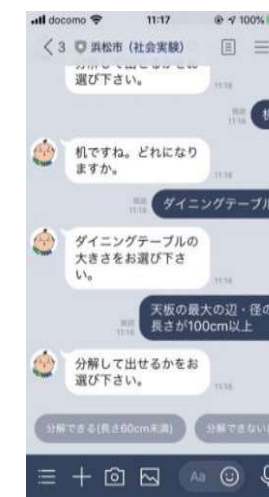 docomo 11:17 100%
3 浜松市（社会実験）
選び下さい。
11:16
11:16
机ですね。どれになり
ますか。
11:16
11:16 ダイニングテーブル
ダイニングテーブルの
大きさをお選び下さ
い。
11:16
天板の最大の辺・径の
11:16 長さが100cm以上
分解して出せるかをお
選び下さい。
11:16
分解できる(長さ60cm未満) 分解できない
Aa